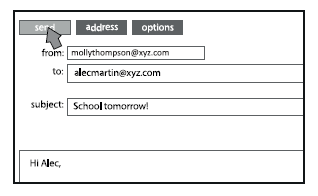 send address options
from: mollythompson@xyz.com
to: alecmartin@xyz.com
subject: School tomorrow!
Hi Alec,